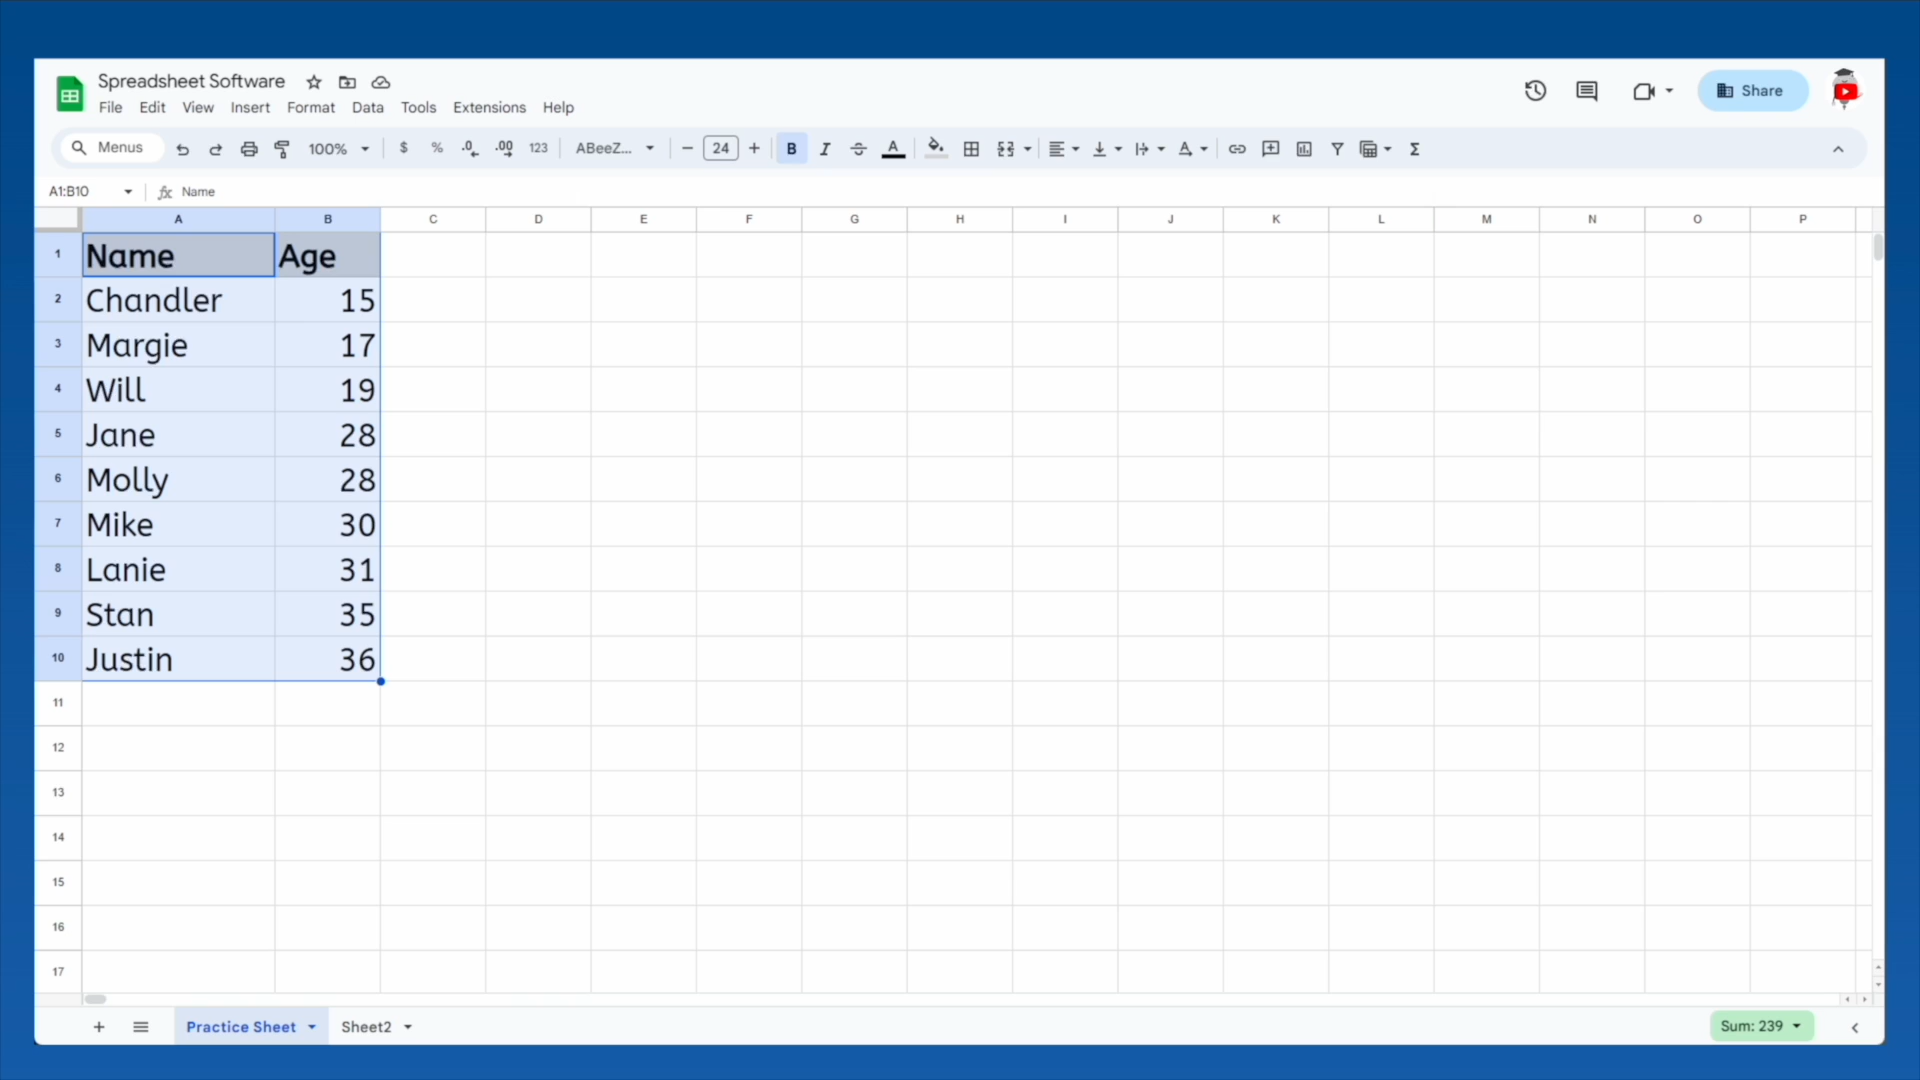 Spreadsheet Software
File Edit View Insert Format Data Tools Extensions Help
Share
Menus 100% $ % .0 .00 123 ABeeZ... − 24 + B I A A Σ
A1:B10 fx Name
A B C D E F G H I J K L M N O P
1 Name Age
2 Chandler 15
3 Margie 17
4 Will 19
5 Jane 28
6 Molly 28
7 Mike 30
8 Lanie 31
9 Stan 35
10 Justin 36
11
12
13
14
15
16
17
+ Practice Sheet Sheet2 Sum: 239